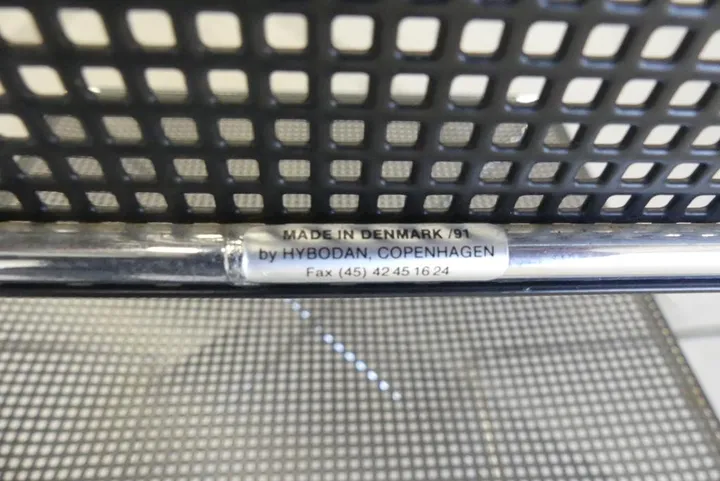 MADE IN DENMARK /91
by HYBODAN, COPENHAGEN
Fax (45) 42 45 16 24